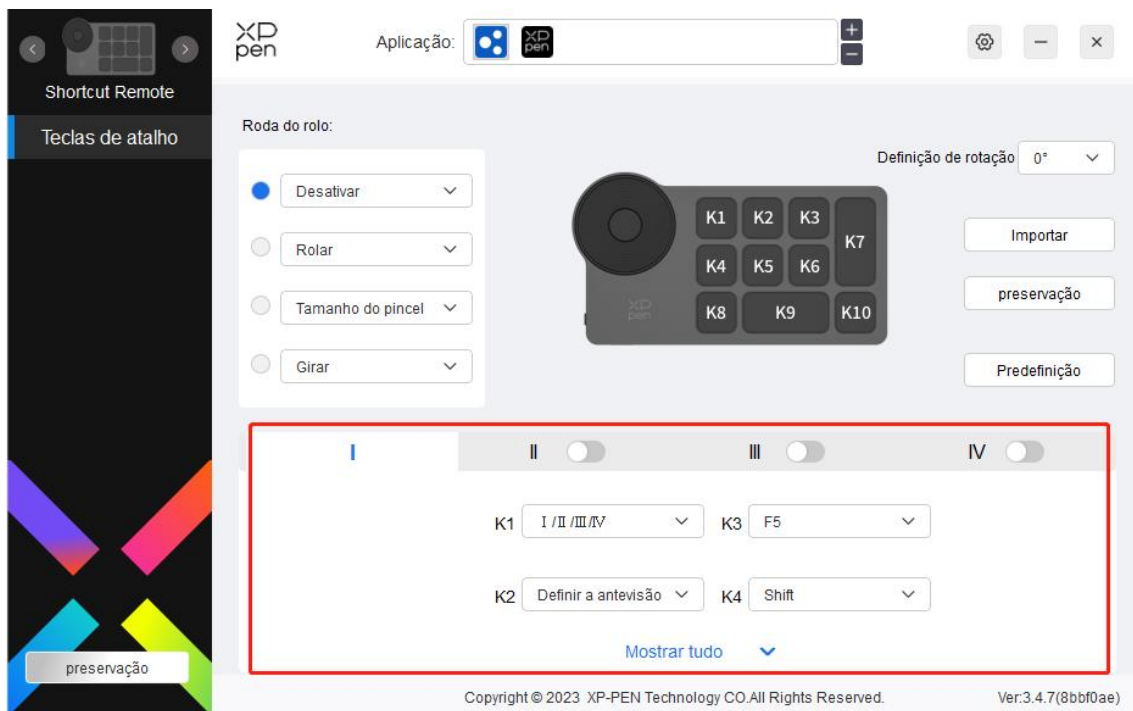 Shortcut Remote
Teclas de atalho
preservação
XP
pen
Aplicação:
XP
pen
Roda do rolo:
Desativar
Rolar
Tamanho do pincel
Girar
Definição de rotação 0°
K1 K2 K3
K7
K4 K5 K6
K8 K9 K10
XP
pen
Importar
preservação
Predefinição
I II III IV
K1 I/II/III/IV K3 F5
K2 Definir a antevisão K4 Shift
Mostrar tudo
Copyright © 2023 XP-PEN Technology CO.All Rights Reserved. Ver:3.4.7(8bbf0ae)